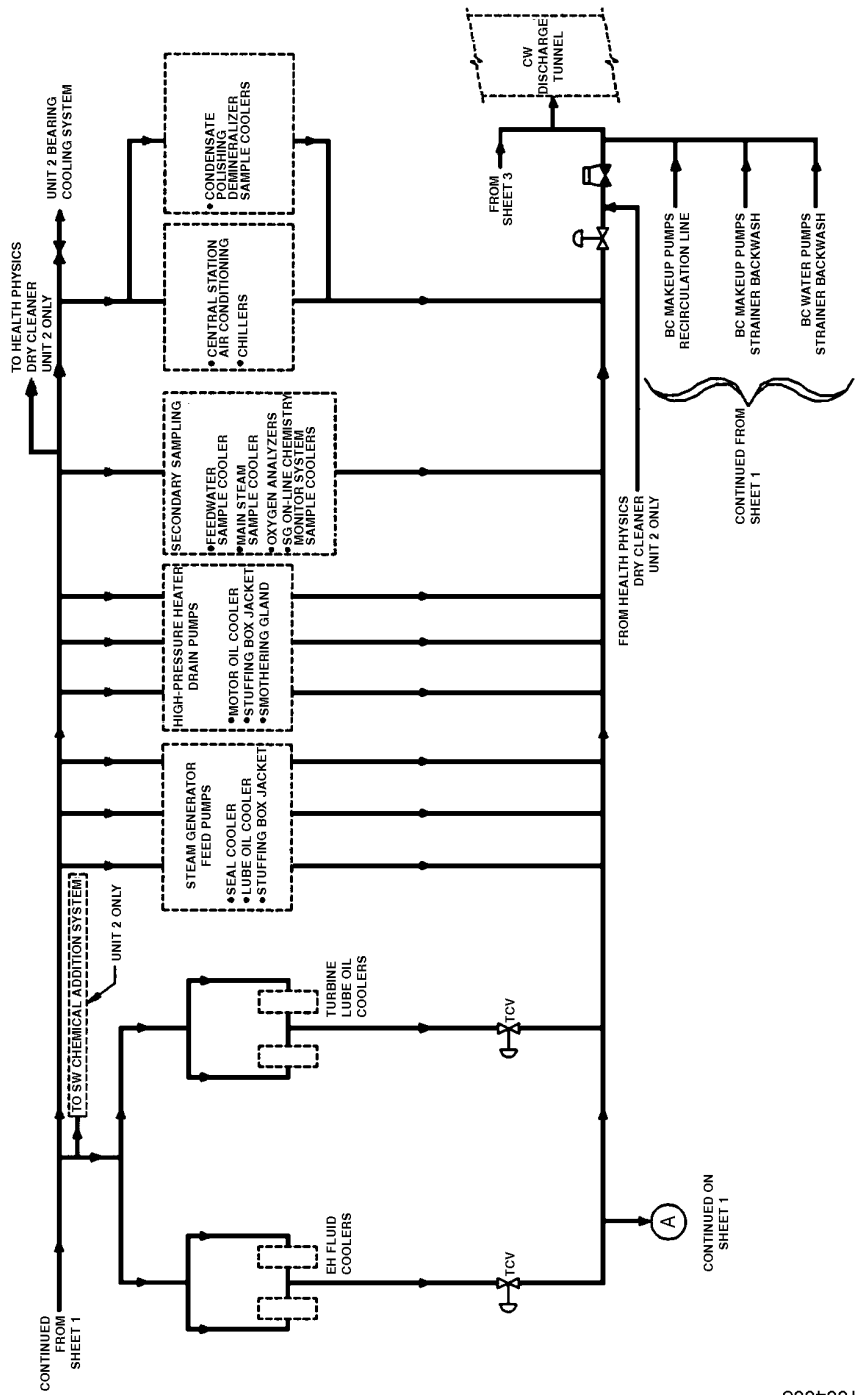 CONTINUED
FROM
SHEET 1
TO SW CHEMICAL ADDITION SYSTEM
UNIT 2 ONLY
TO HEALTH PHYSICS
DRY CLEANER
UNIT 2 ONLY
UNIT 2 BEARING
COOLING SYSTEM
EH FLUID
COOLERS
TCV
TURBINE
LUBE OIL
COOLERS
TCV
STEAM GENERATOR
FEED PUMPS
• SEAL COOLER
• LUBE OIL COOLER
• STUFFING BOX JACKET
HIGH-PRESSURE HEATER
DRAIN PUMPS
• MOTOR OIL COOLER
• STUFFING BOX JACKET
• SMOTHERING GLAND
SECONDARY SAMPLING
• FEEDWATER
SAMPLE COOLER
• MAIN STEAM
SAMPLE COOLER
• OXYGEN ANALYZERS
• SG ON-LINE CHEMISTRY
MONITOR SYSTEM
SAMPLE COOLERS
• CENTRAL STATION
AIR CONDITIONING
• CHILLERS
• CONDENSATE
POLISHING
DEMINERALIZER
SAMPLE COOLERS
A
CONTINUED ON
SHEET 1
FROM HEALTH PHYSICS
DRY CLEANER
UNIT 2 ONLY
FROM
SHEET 3
CW
DISCHARGE
TUNNEL
BC MAKEUP PUMPS
RECIRCULATION LINE
BC MAKEUP PUMPS
STRAINER BACKWASH
BC WATER PUMPS
STRAINER BACKWASH
CONTINUED FROM
SHEET 1